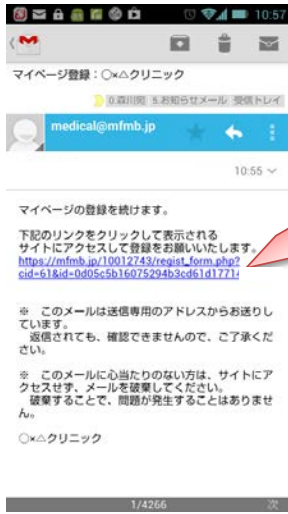 10:57
マイページ登録：○×△クリニック
0.森川宛 5.お知らせメール 受信トレイ
medical@mfmb.jp
10:55
マイページの登録を続けます。
下記のリンクをクリックして表示される
サイトにアクセスして登録をお願いいたします。
https://mfmb.jp/10012743/regist_form.php?
cid=61&id=0d05c5b16075294b3cd61d17714
※　このメールは送信専用のアドレスからお送りし
ています。
返信されても、確認できませんので、ご了承くだ
さい。
※　このメールに心当たりのない方は、サイトにア
クセスせず、メールを破棄してください。
破棄することで、問題が発生することはありませ
ん。
○×△クリニック
1/4266
次